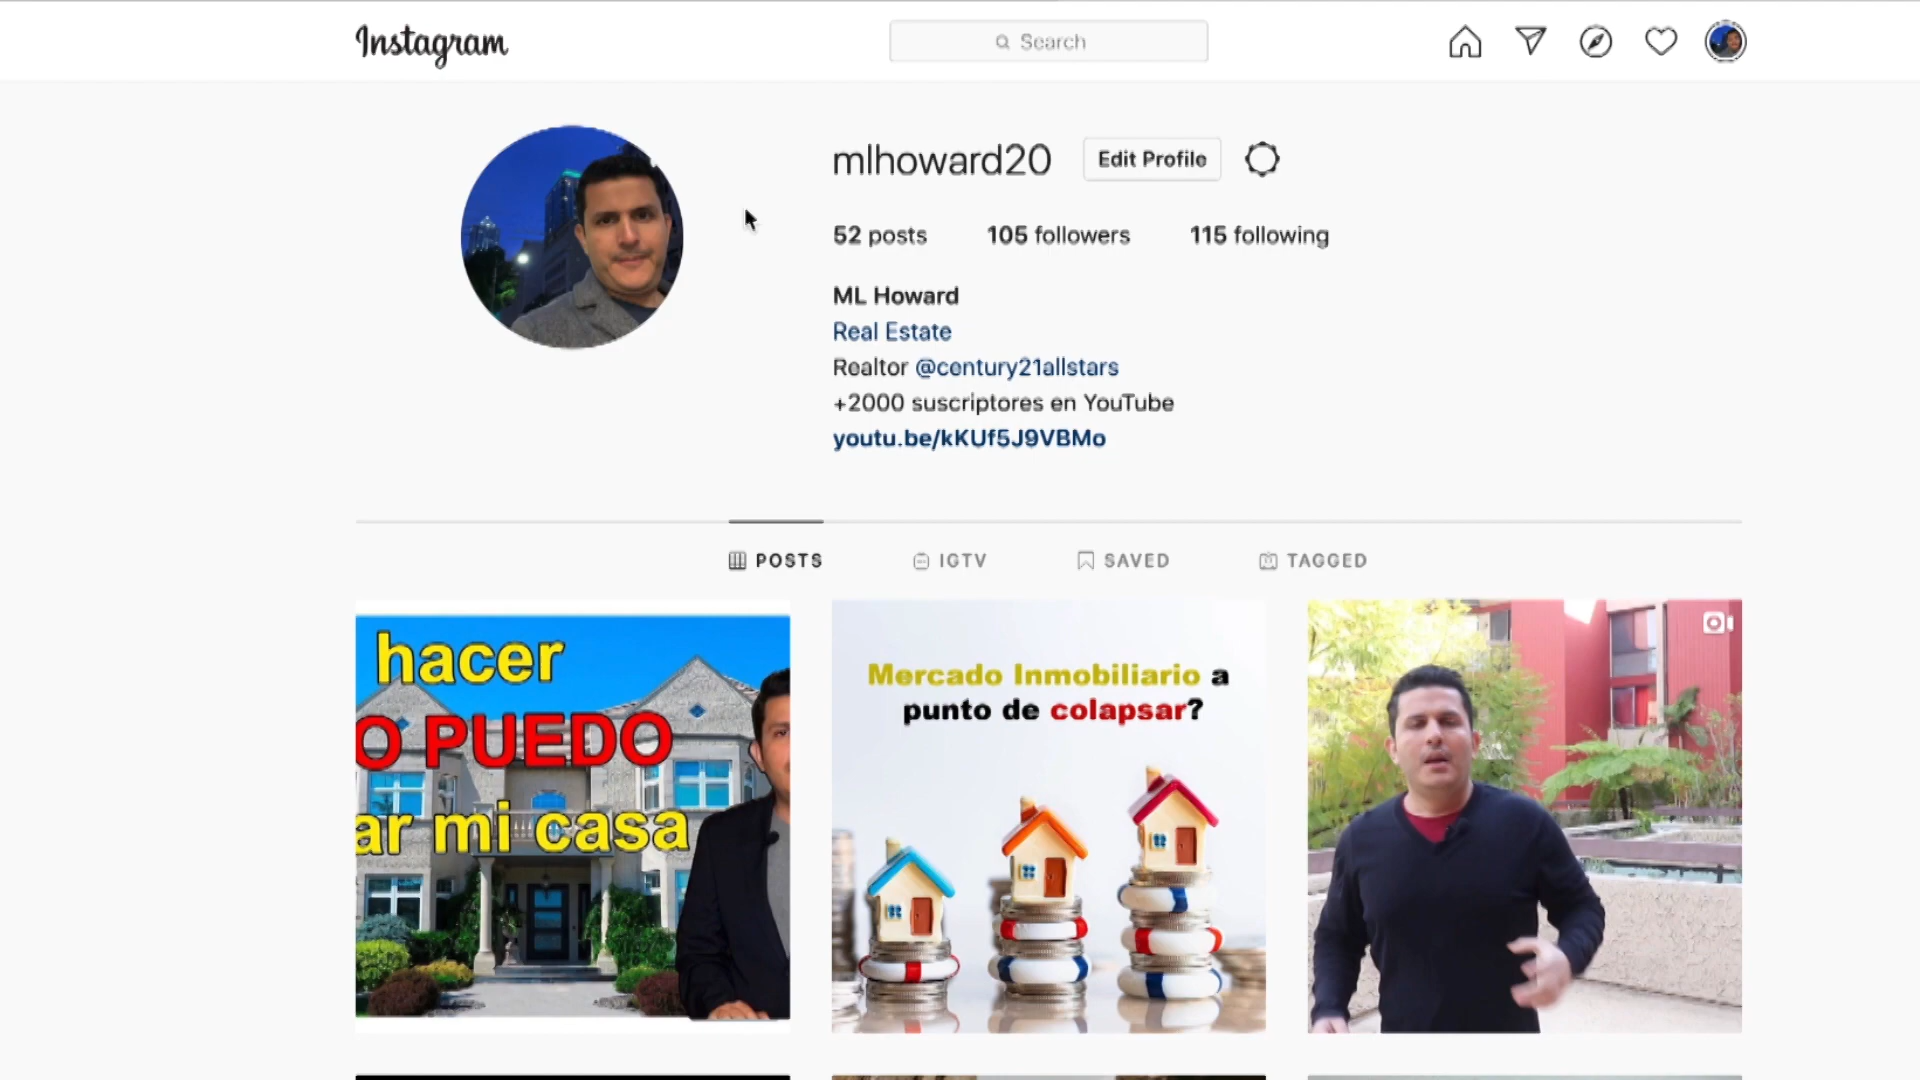 Instagram
Search
mlhoward20
Edit Profile
52 posts
105 followers
115 following
ML Howard
Real Estate
Realtor @century21allstars
+2000 suscriptores en YouTube
youtu.be/kKUf5J9VBMo
POSTS
IGTV
SAVED
TAGGED
hacer
O PUEDO
ar mi casa
Mercado Inmobiliario a
punto de colapsar?